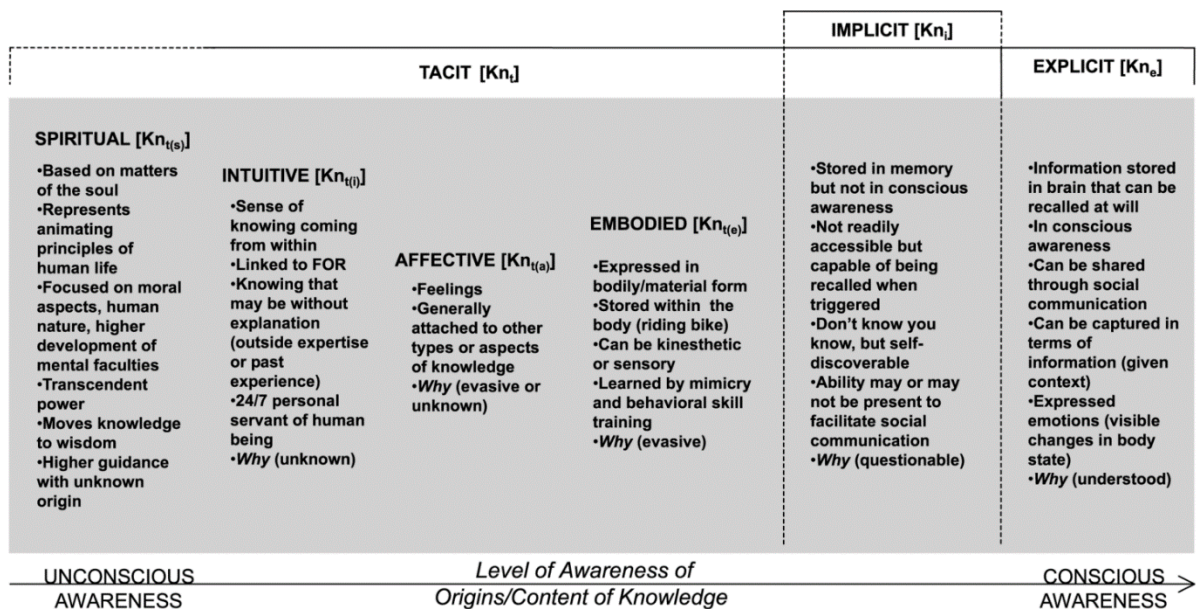 IMPLICIT [Kni]
TACIT [Knt]
EXPLICIT [Kne]
SPIRITUAL [Knt(s)]
•Based on matters
of the soul
•Represents
animating
principles of
human life
•Focused on moral
aspects, human
nature, higher
development of
mental faculties
•Transcendent
power
•Moves knowledge
to wisdom
•Higher guidance
with unknown
origin
INTUITIVE [Knt(i)]
•Sense of
knowing coming
from within
•Linked to FOR
•Knowing that
may be without
explanation
(outside expertise
or past
experience)
•24/7 personal
servant of human
being
•Why (unknown)
AFFECTIVE [Knt(a)]
•Feelings
•Generally
attached to other
types or aspects
of knowledge
•Why (evasive or
unknown)
EMBODIED [Knt(e)]
•Expressed in
bodily/material form
•Stored within the
body (riding bike)
•Can be kinesthetic
or sensory
•Learned by mimicry
and behavioral skill
training
•Why (evasive)
•Stored in memory
but not in conscious
awareness
•Not readily
accessible but
capable of being
recalled when
triggered
•Don't know you
know, but self-
discoverable
•Ability may or may
not be present to
facilitate social
communication
•Why (questionable)
•Information stored
in brain that can be
recalled at will
•In conscious
awareness
•Can be shared
through social
communication
•Can be captured in
terms of
information (given
context)
•Expressed
emotions (visible
changes in body
state)
•Why (understood)
UNCONSCIOUS
AWARENESS
Level of Awareness of
Origins/Content of Knowledge
CONSCIOUS
AWARENESS